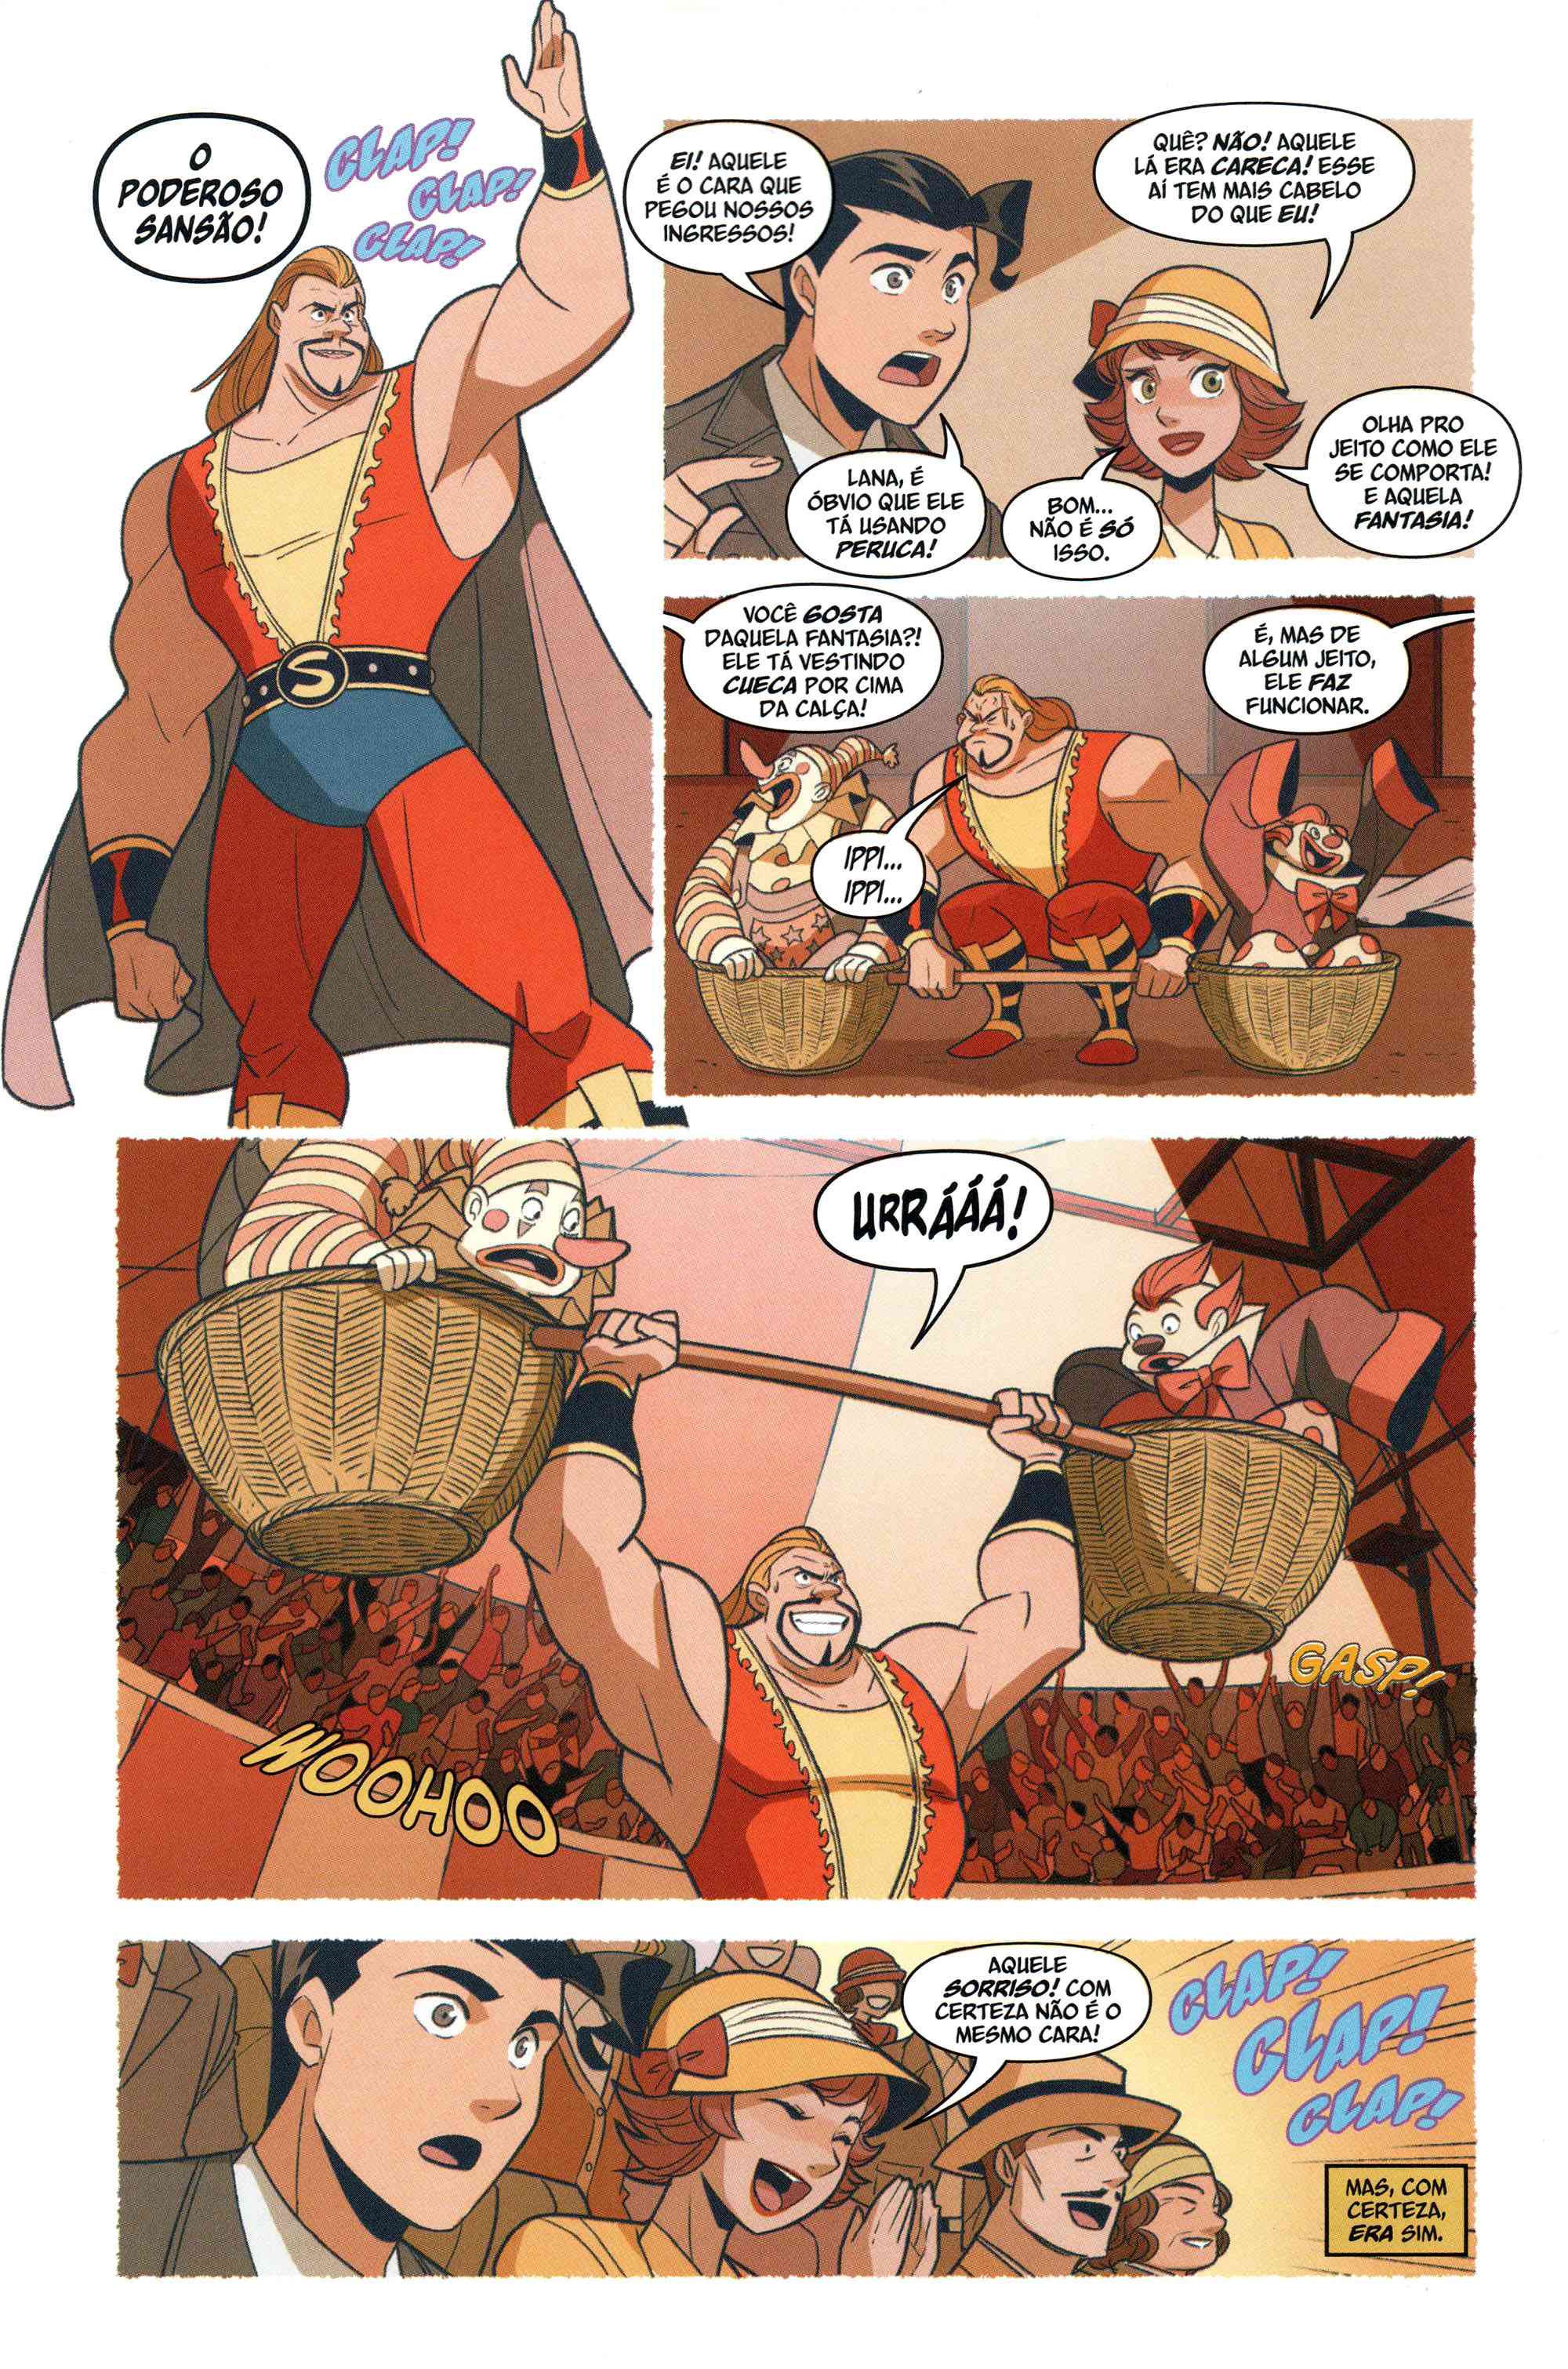 O
PODEROSO
SANSÃO!
CLAP!
CLAP!
CLAP!
EI! AQUELE
É O CARA QUE
PEGOU NOSSOS
INGRESSOS!
QUÊ? NÃO! AQUELE
LÁ ERA CARECA! ESSE
AÍ TEM MAIS CABELO
DO QUE EU!
LANA, É
ÓBVIO QUE ELE
TÁ USANDO
PERUCA!
BOM...
NÃO É SÓ
ISSO.
OLHA PRO
JEITO COMO ELE
SE COMPORTA!
E AQUELA
FANTASIA!
S
VOCÊ GOSTA
DAQUELA FANTASIA?!
ELE TÁ VESTINDO
CUECA POR CIMA
DA CALÇA!
É, MAS DE
ALGUM JEITO,
ELE FAZ
FUNCIONAR.
IPPI...
IPPI...
URRÁÁÁ!
GASP!
WOOHOO
AQUELE
SORRISO! COM
CERTEZA NÃO É O
MESMO CARA!
CLAP!
CLAP!
CLAP!
MAS, COM
CERTEZA,
ERA SIM.